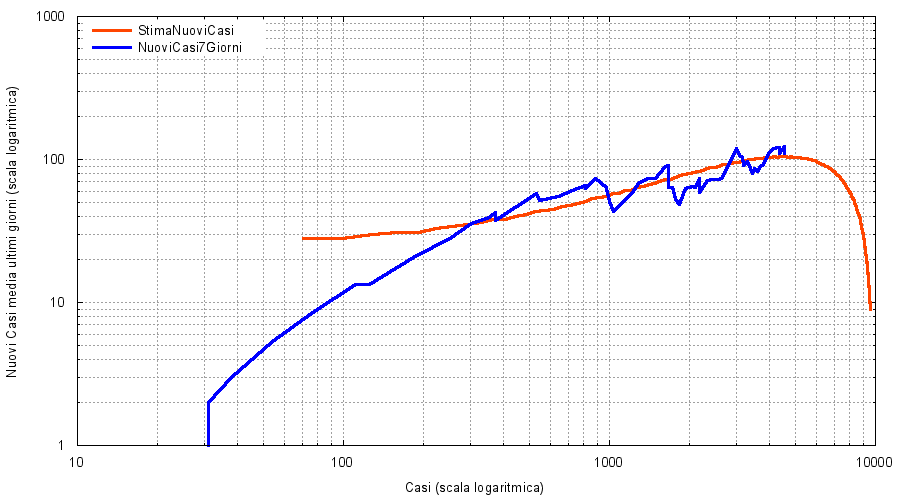 1000
StimaNuoviCasi
NuoviCasi7Giorni
100
10
1
Nuovi Casi media ultimi giorni (scala logaritmica)
10 100 1000 10000
Casi (scala logaritmica)